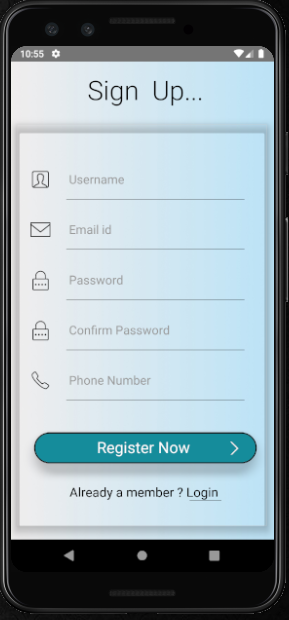 10:55
Sign Up...
Username
Email id
Password
Confirm Password
Phone Number
Register Now
Already a member ? Login